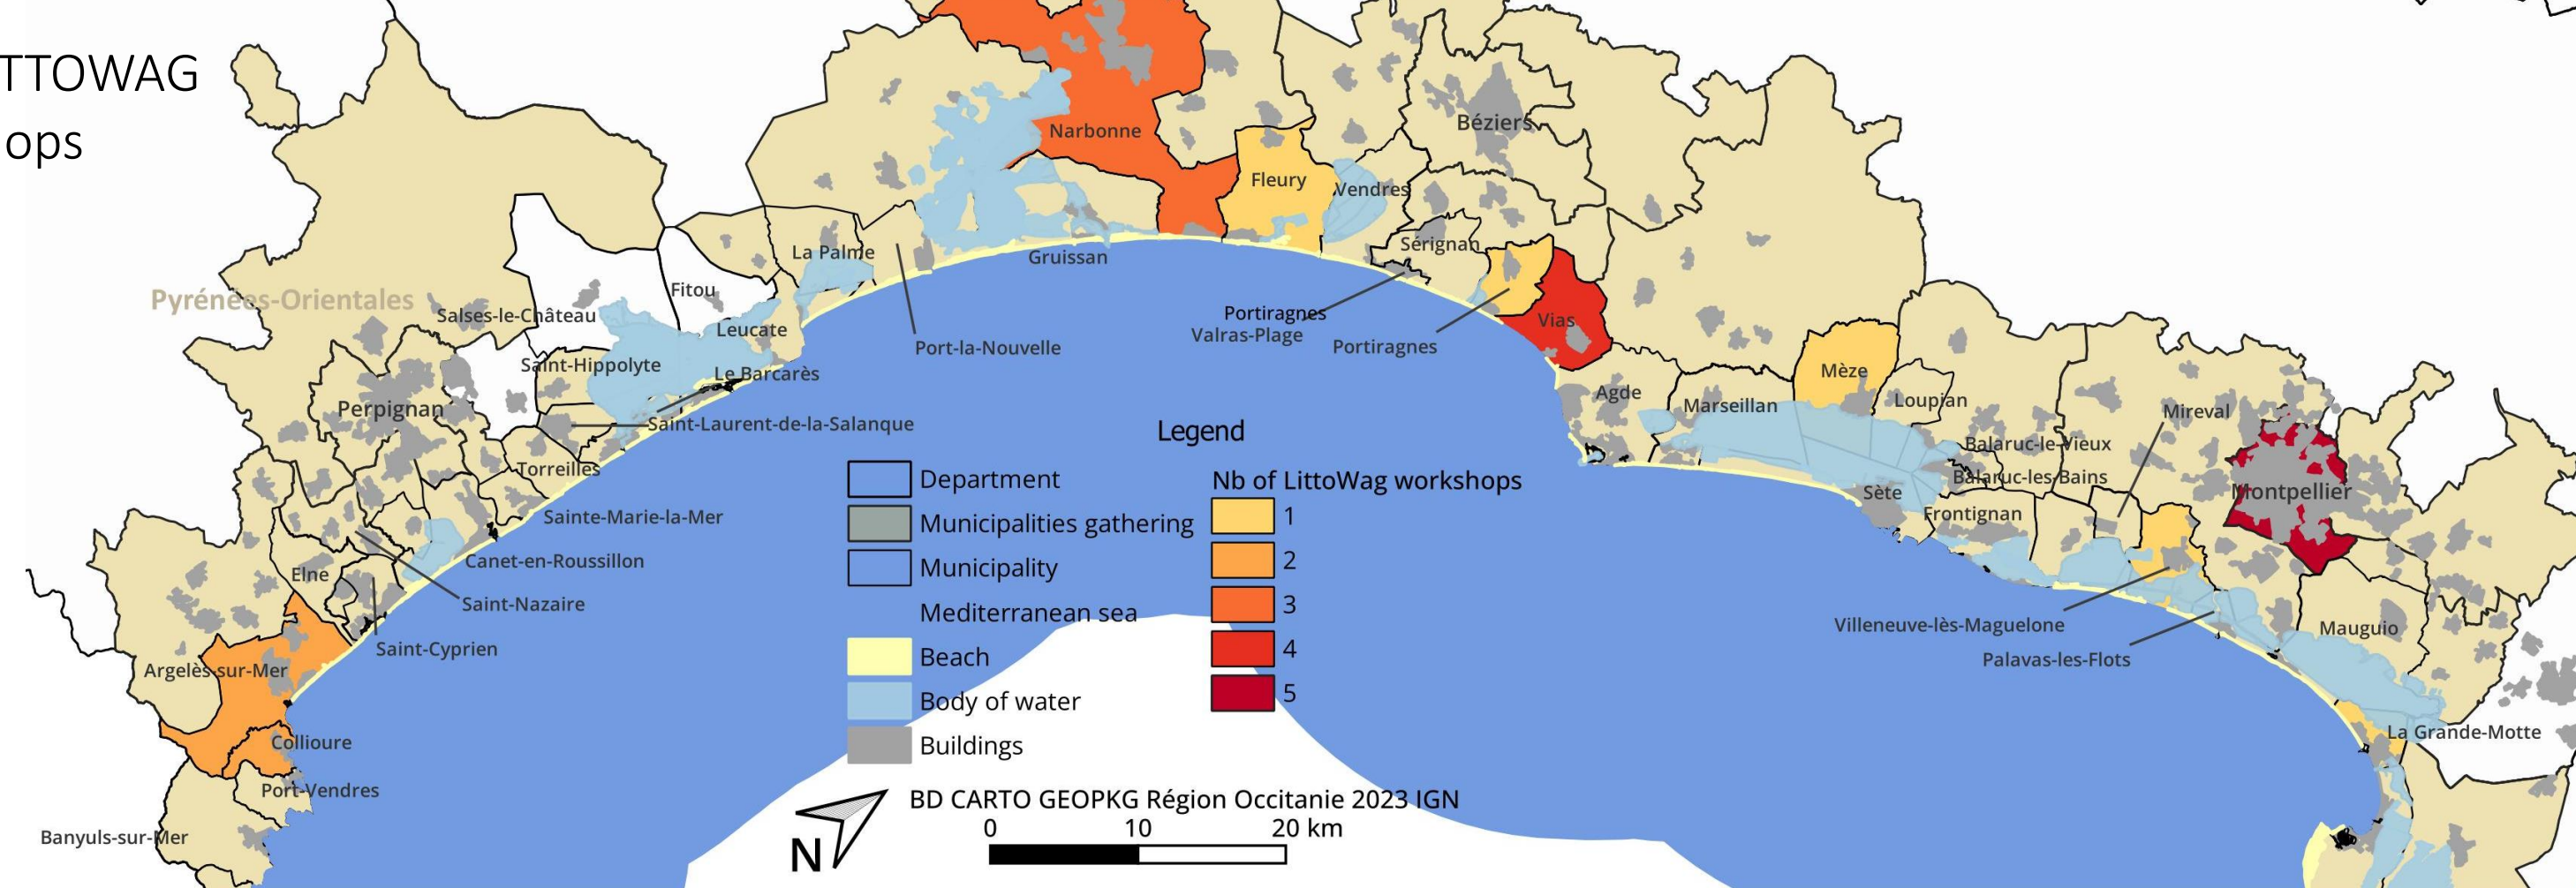 TTOWAG
ops
Narbonne
Béziers
Fleury
Vendres
Sérignan
La Palme
Gruissan
Pyrénées-Orientales
Fitou
Salses-le-Château
Leucate
Portiragnes
Valras-Plage
Portiragnes
Vias
Port-la-Nouvelle
Saint-Hippolyte
Le Barcarès
Mèze
Agde
Marseillan
Loupian
Mireval
Perpignan
Saint-Laurent-de-la-Salanque
Balaruc-le-Vieux
Balaruc-les-Bains
Torreilles
Sète
Montpellier
Frontignan
Sainte-Marie-la-Mer
Canet-en-Roussillon
Elne
Saint-Nazaire
Villeneuve-lès-Maguelone
Mauguio
Saint-Cyprien
Palavas-les-Flots
Argelès-sur-Mer
La Grande-Motte
Collioure
Port-Vendres
Banyuls-sur-Mer
Legend
Department
Municipalities gathering
Municipality
Mediterranean sea
Beach
Body of water
Buildings
Nb of LittoWag workshops
1
2
3
4
5
BD CARTO GEOPKG Région Occitanie 2023 IGN
0 10 20 km
N